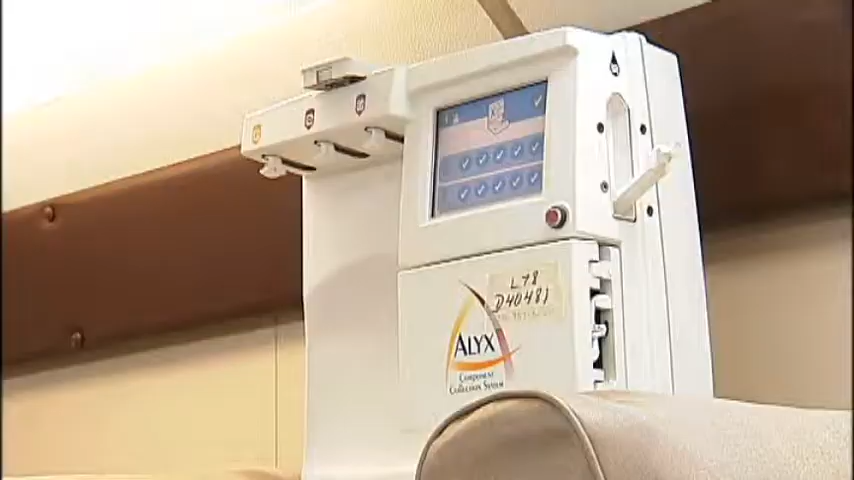 L78
D40481
ALYX
COMPONENT
COLLECTION SYSTEM